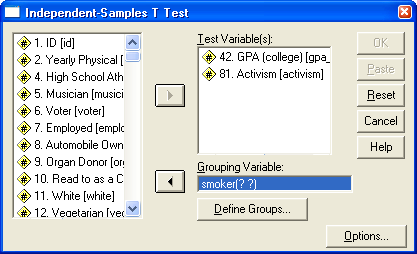 Independent-Samples T Test
1. ID [id]
2. Yearly Physical [
4. High School Ath
5. Musician [musici
6. Voter [voter]
7. Employed [emplo
8. Automobile Own
9. Organ Donor [org
10. Read to as a C
11. White [white]
12. Vegetarian [vec
Test Variable(s):
42. GPA (college) [gpa_
81. Activism [activism]
Grouping Variable:
smoker(? ?)
Define Groups...
OK
Paste
Reset
Cancel
Help
Options...